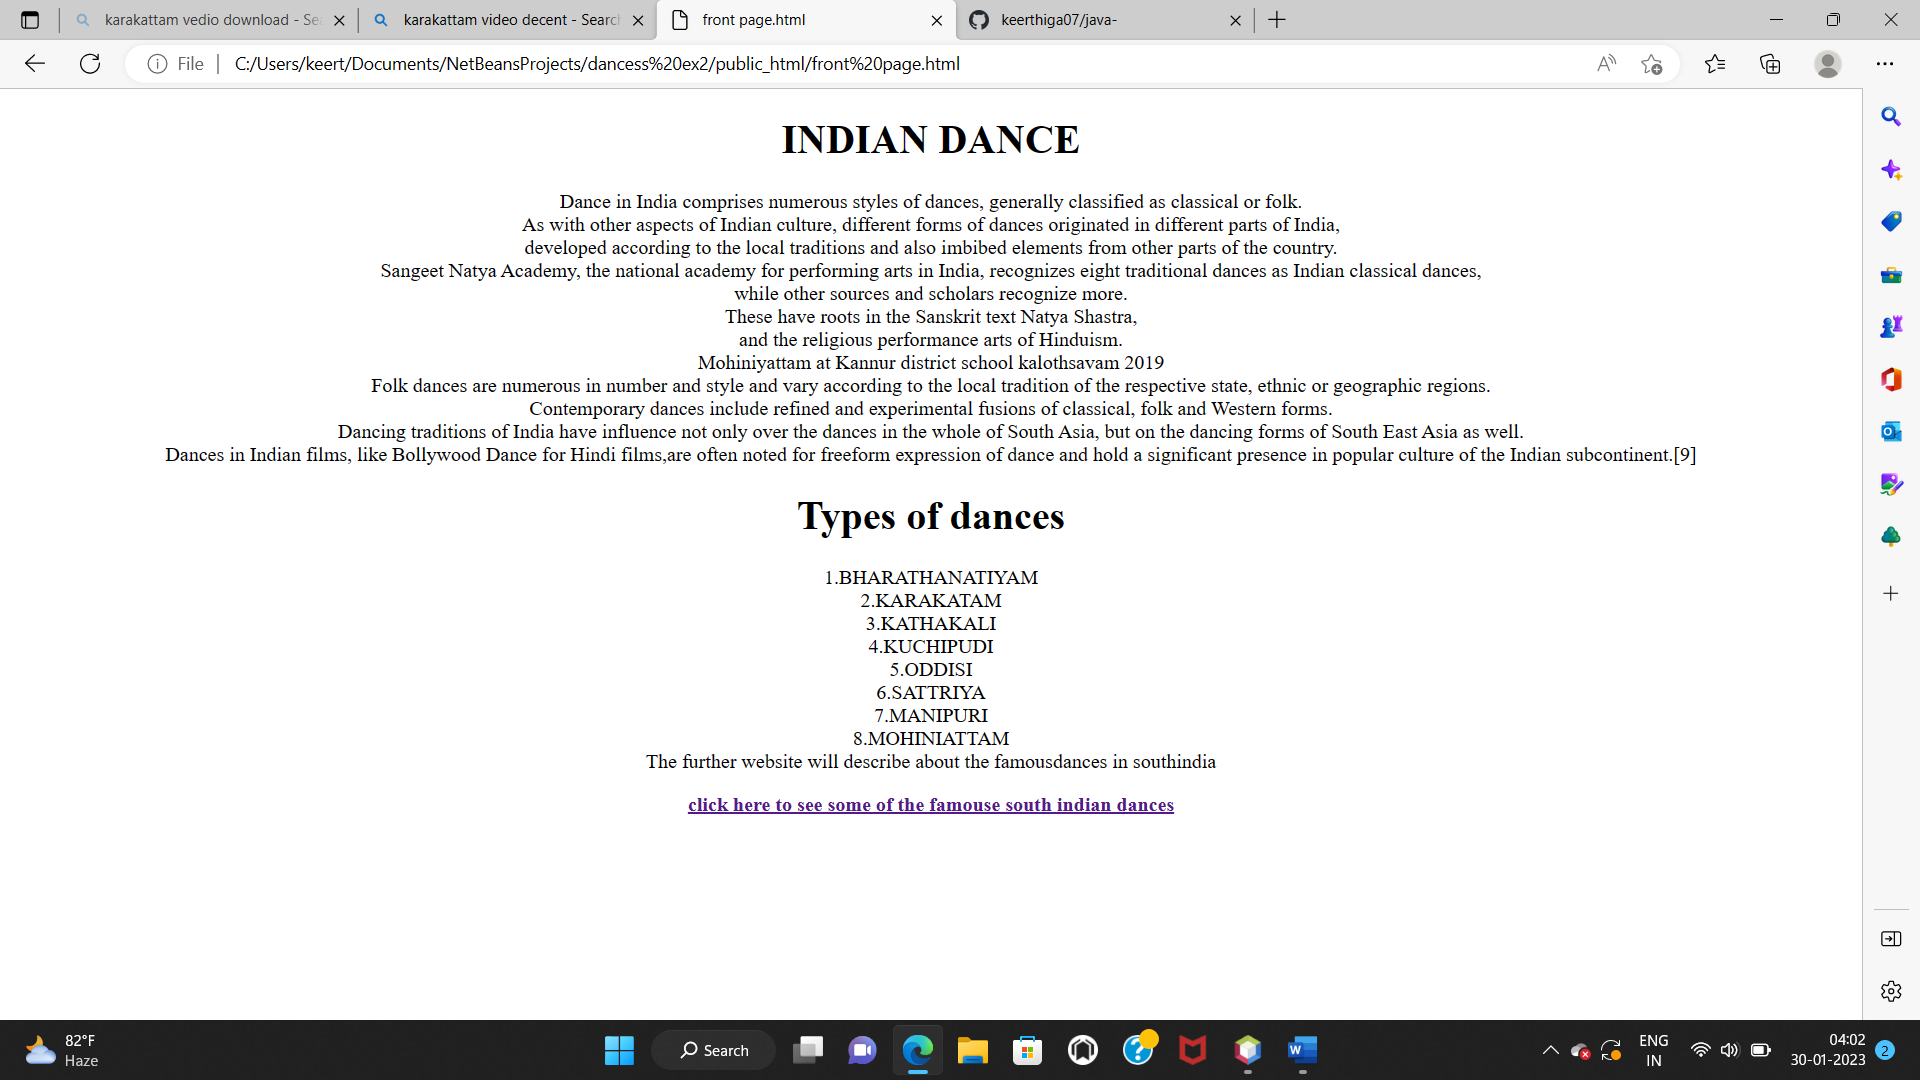 karakattam vedio download - Sea
karakattam video decent - Search
front page.html
keerthiga07/java-
File
C:/Users/keert/Documents/NetBeansProjects/dancess%20ex2/public_html/front%20page.html
INDIAN DANCE
Dance in India comprises numerous styles of dances, generally classified as classical or folk.
As with other aspects of Indian culture, different forms of dances originated in different parts of India,
developed according to the local traditions and also imbibed elements from other parts of the country.
Sangeet Natya Academy, the national academy for performing arts in India, recognizes eight traditional dances as Indian classical dances,
while other sources and scholars recognize more.
These have roots in the Sanskrit text Natya Shastra,
and the religious performance arts of Hinduism.
Mohiniyattam at Kannur district school kalothsavam 2019
Folk dances are numerous in number and style and vary according to the local tradition of the respective state, ethnic or geographic regions.
Contemporary dances include refined and experimental fusions of classical, folk and Western forms.
Dancing traditions of India have influence not only over the dances in the whole of South Asia, but on the dancing forms of South East Asia as well.
Dances in Indian films, like Bollywood Dance for Hindi films,are often noted for freeform expression of dance and hold a significant presence in popular culture of the Indian subcontinent.[9]
Types of dances
1.BHARATHANATIYAM
2.KARAKATAM
3.KATHAKALI
4.KUCHIPUDI
5.ODDISI
6.SATTRIYA
7.MANIPURI
8.MOHINIATTAM
The further website will describe about the famousdances in southindia
click here to see some of the famouse south indian dances
82°F
Haze
Search
ENG
IN
04:02
30-01-2023
2